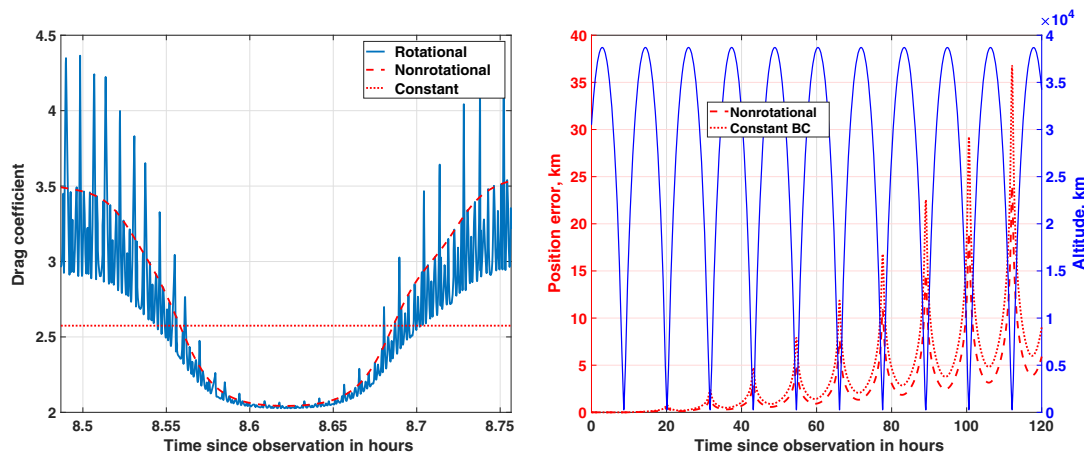 4.5
4
3.5
3
2.5
2
Drag coefficient
Rotational
Nonrotational
Constant
8.5 8.55 8.6 8.65 8.7 8.75
Time since observation in hours
40
35
30
25
20
15
10
5
0
Position error, km
Nonrotational
Constant BC
×10⁴
4
3.5
3
2.5
2
1.5
1
0.5
0
Altitude, km
0 20 40 60 80 100 120
Time since observation in hours